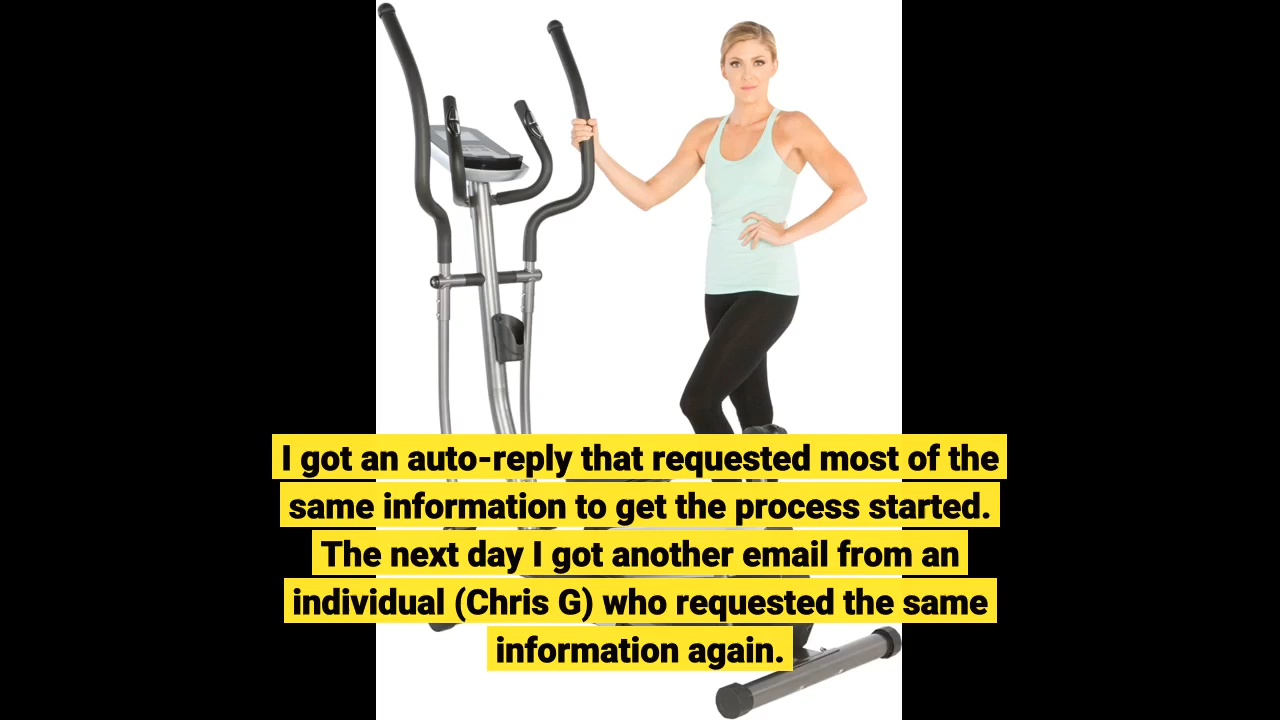 I got an auto-reply that requested most of the
same information to get the process started.
The next day I got another email from an
individual (Chris G) who requested the same
information again.